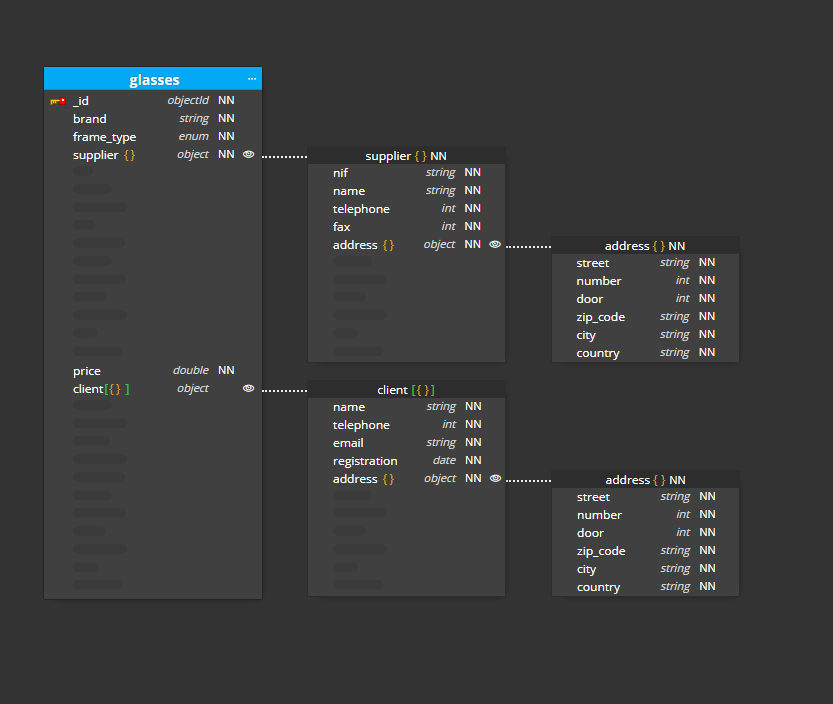 glasses ...
_id objectId NN
brand string NN
frame_type enum NN
supplier {} object NN
supplier {} NN
nif string NN
name string NN
telephone int NN
fax int NN
address {} object NN
address {} NN
street string NN
number int NN
door int NN
zip_code string NN
city string NN
country string NN
price double NN
client[{} ] object
client [{}]
name string NN
telephone int NN
email string NN
registration date NN
address {} object NN
address {} NN
street string NN
number int NN
door int NN
zip_code string NN
city string NN
country string NN